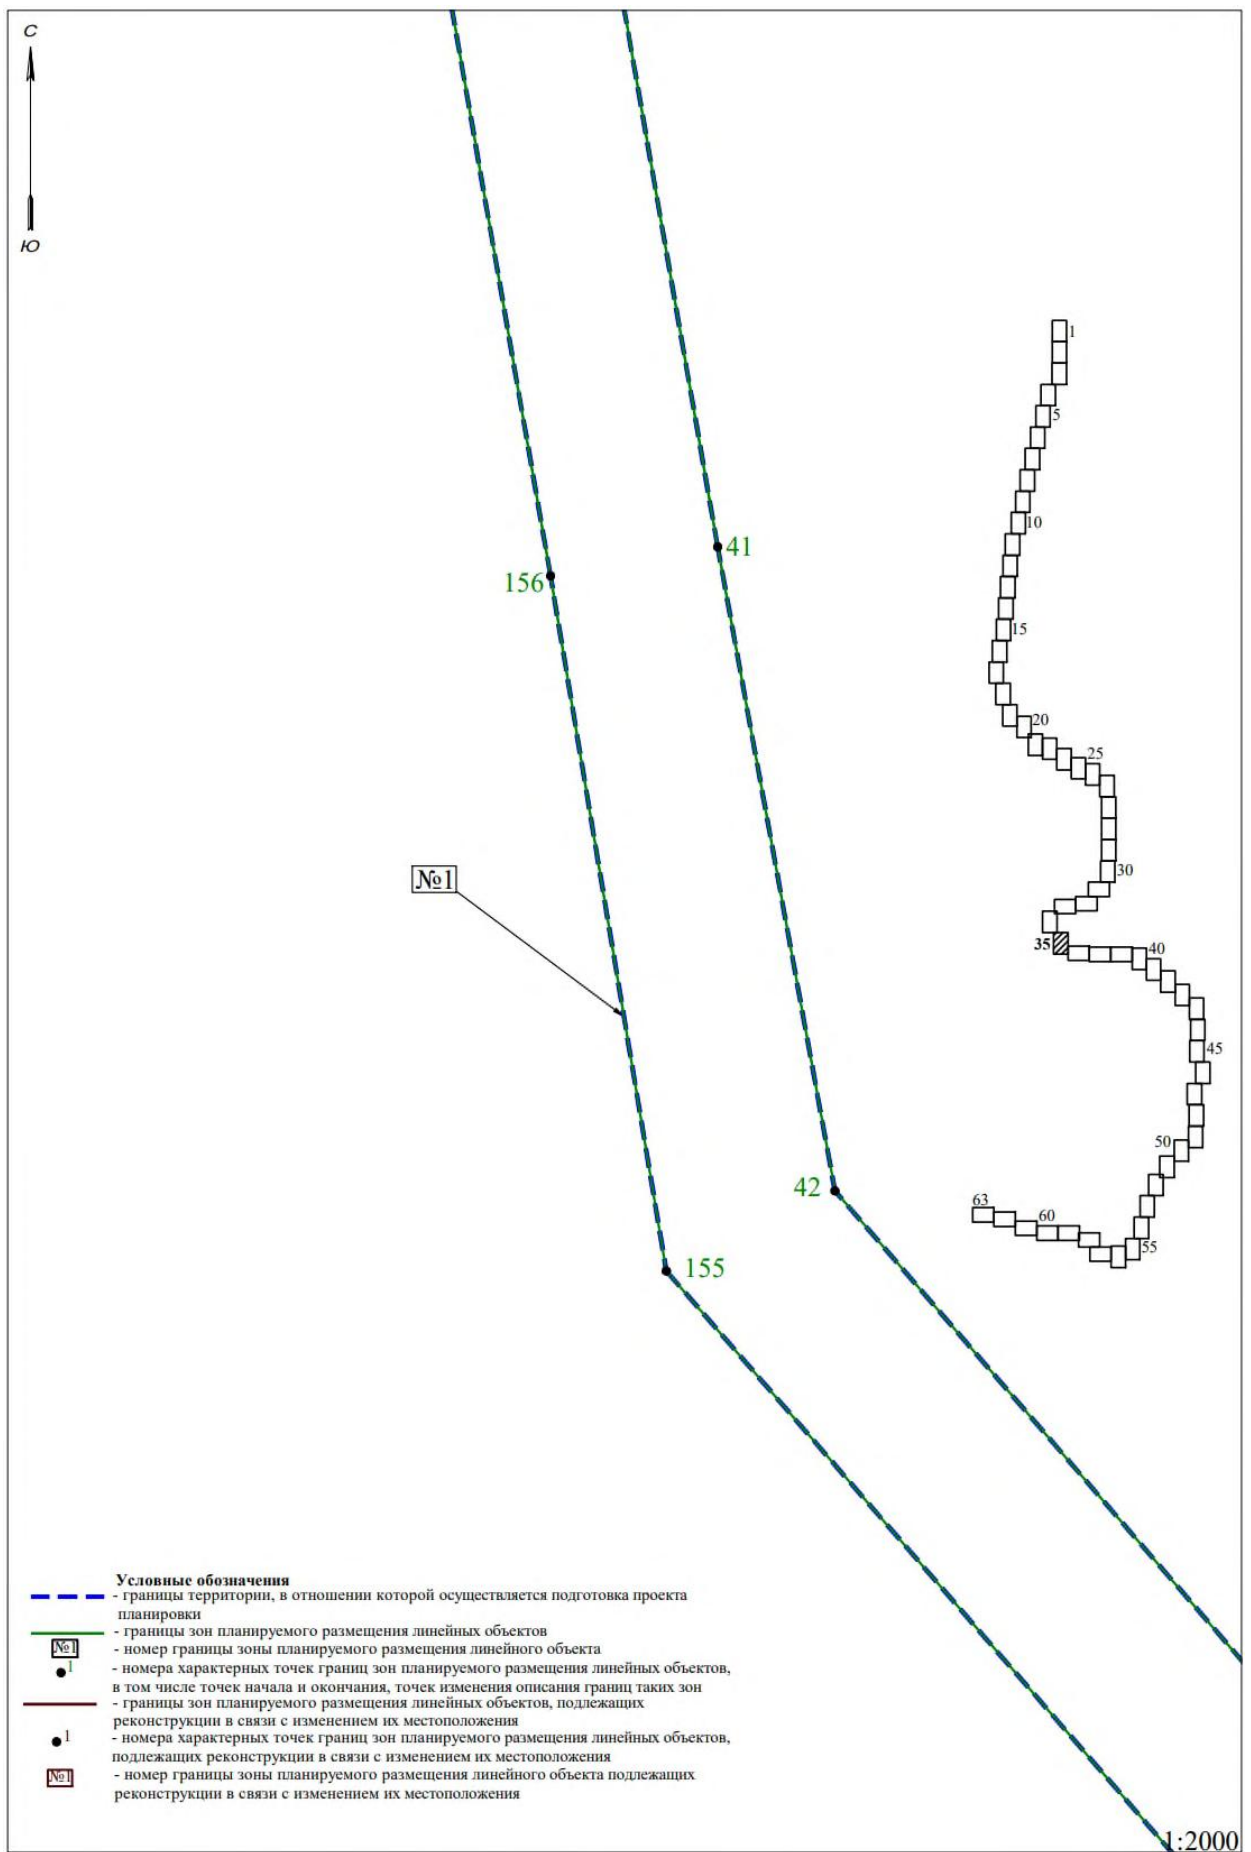 С
Ю
1
5
10
41
156
15
20
25
№1
30
35
40
45
50
42
63
60
55
155
Условные обозначения
- границы территории, в отношении которой осуществляется подготовка проекта
планировки
- границы зон планируемого размещения линейных объектов
№1 - номер границы зоны планируемого размещения линейного объекта
1 - номера характерных точек границ зон планируемого размещения линейных объектов,
в том числе точек начала и окончания, точек изменения описания границ таких зон
- границы зон планируемого размещения линейных объектов, подлежащих
реконструкции в связи с изменением их местоположения
1 - номера характерных точек границ зон планируемого размещения линейных объектов,
подлежащих реконструкции в связи с изменением их местоположения
№1 - номер границы зоны планируемого размещения линейного объекта подлежащих
реконструкции в связи с изменением их местоположения
1:2000